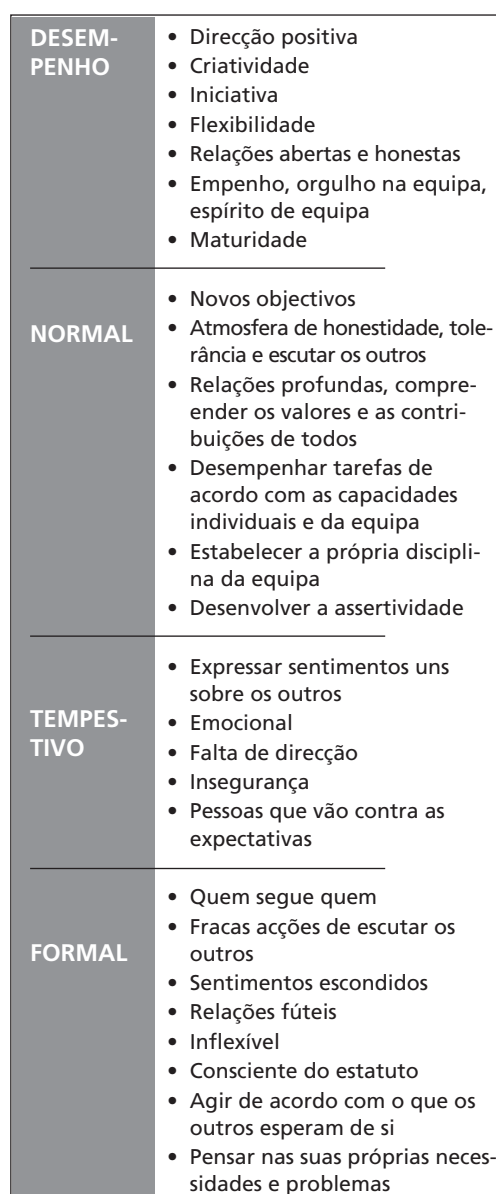 DESEM-
PENHO
• Direcção positiva
• Criatividade
• Iniciativa
• Flexibilidade
• Relações abertas e honestas
• Empenho, orgulho na equipa,
espírito de equipa
• Maturidade
NORMAL
• Novos objectivos
• Atmosfera de honestidade, tole-
rância e escutar os outros
• Relações profundas, compre-
ender os valores e as contri-
buições de todos
• Desempenhar tarefas de
acordo com as capacidades
individuais e da equipa
• Estabelecer a própria discipli-
na da equipa
• Desenvolver a assertividade
TEMPES-
TIVO
• Expressar sentimentos uns
sobre os outros
• Emocional
• Falta de direcção
• Insegurança
• Pessoas que vão contra as
expectativas
FORMAL
• Quem segue quem
• Fracas acções de escutar os
outros
• Sentimentos escondidos
• Relações fúteis
• Inflexível
• Consciente do estatuto
• Agir de acordo com o que os
outros esperam de si
• Pensar nas suas próprias neces-
sidades e problemas